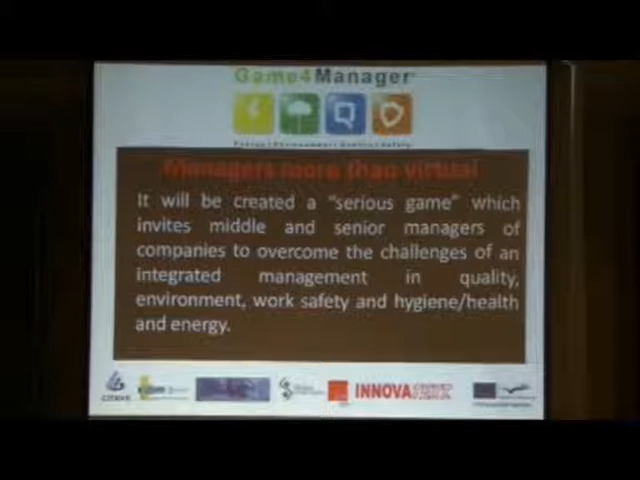 Game4Manager
Managers more than virtual
It will be created a "serious game" which
invites middle and senior managers of
companies to overcome the challenges of an
integrated management in quality,
environment, work safety and hygiene/health
and energy.
INNOVA